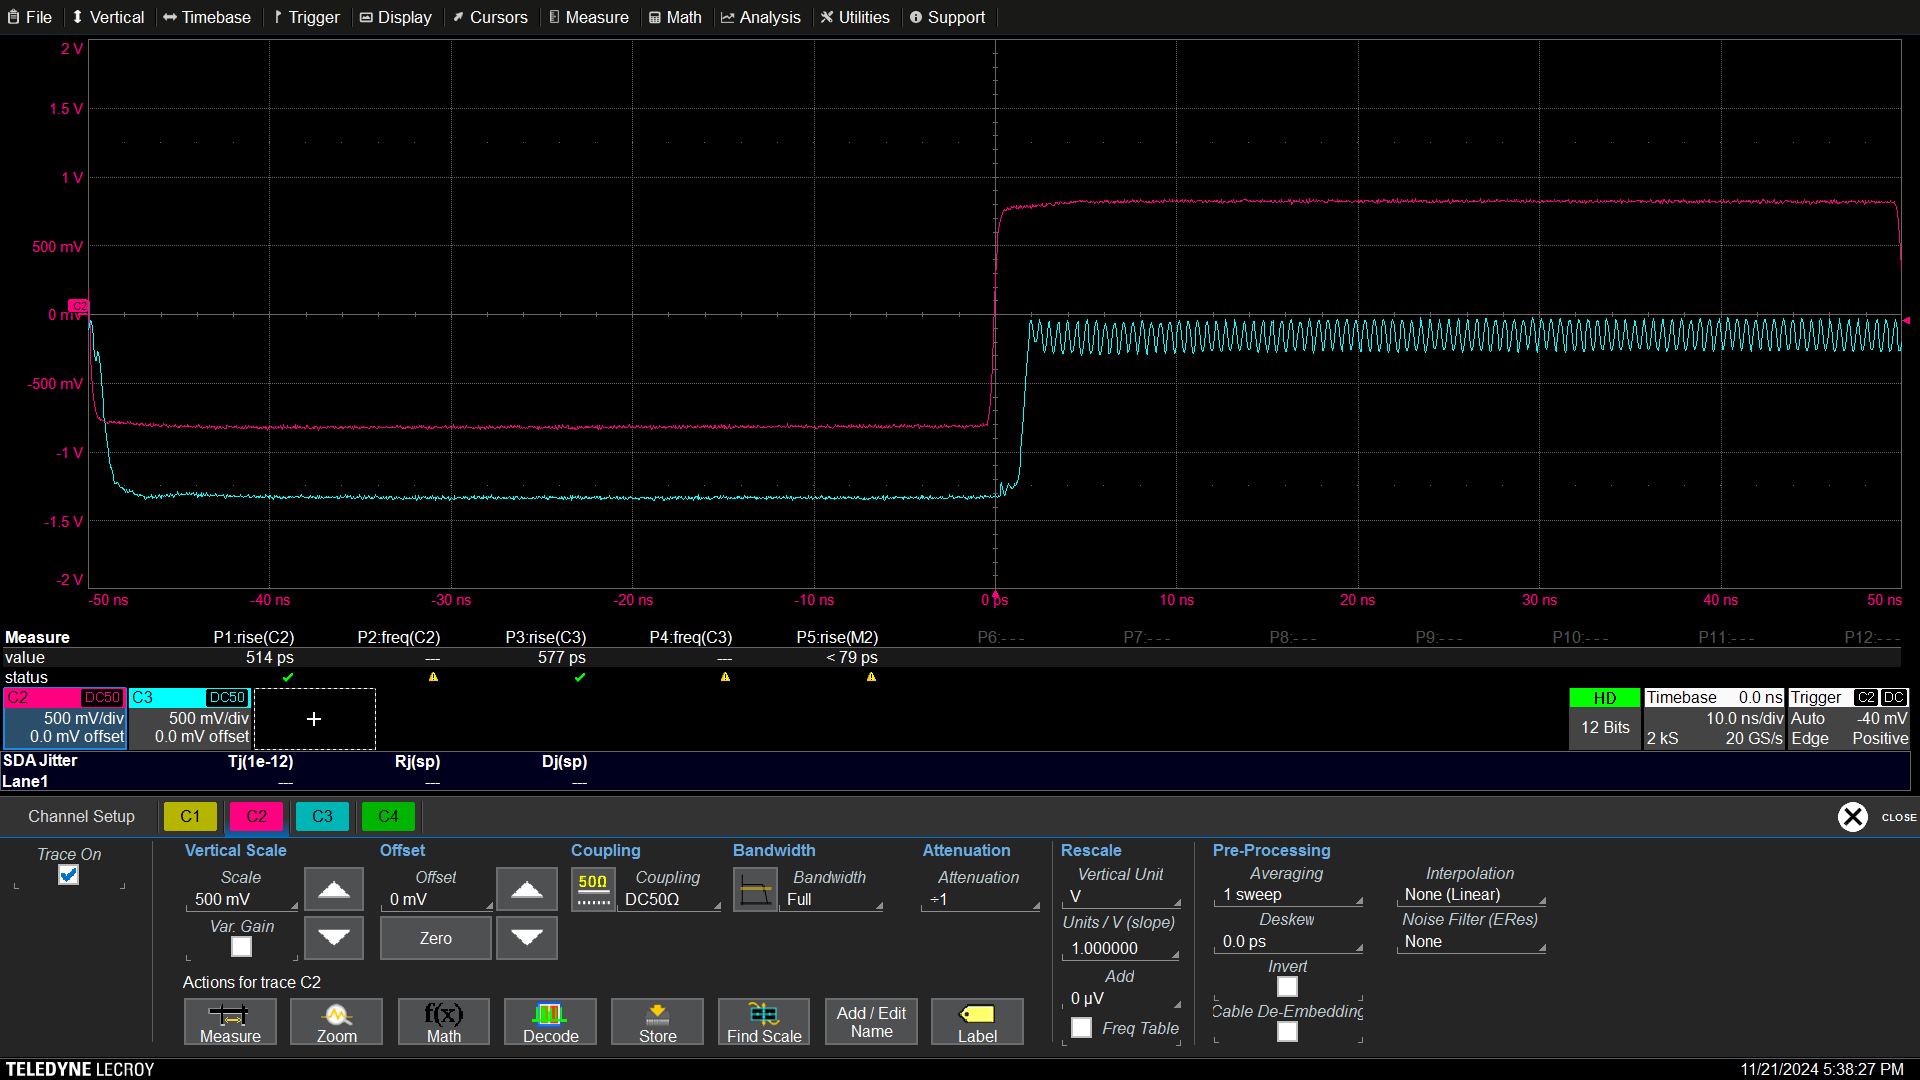 File Vertical Timebase Trigger Display Cursors Measure Math Analysis Utilities Support
2 V
1.5 V
1 V
500 mV
C2
0 mV
-500 mV
-1 V
-1.5 V
-2 V
-50 ns -40 ns -30 ns -20 ns -10 ns 0 ps 10 ns 20 ns 30 ns 40 ns 50 ns
Measure P1:rise(C2) P2:freq(C2) P3:rise(C3) P4:freq(C3) P5:rise(M2) P6:- - - P7:- - - P8:- - - P9:- - - P10:- - - P11:- - - P12:- - -
value 514 ps --- 577 ps --- < 79 ps
status
C2 DC50 C3 DC50 HD Timebase 0.0 ns Trigger C2 DC
500 mV/div 500 mV/div + 12 Bits 10.0 ns/div Auto -40 mV
0.0 mV offset 0.0 mV offset 2 kS 20 GS/s Edge Positive
SDA Jitter Tj(1e-12) Rj(sp) Dj(sp)
Lane1 --- --- ---
Channel Setup C1 C2 C3 C4 CLOSE
Trace On Vertical Scale Offset Coupling Bandwidth Attenuation Rescale Pre-Processing
Scale Offset 50Ω Coupling Bandwidth Attenuation Vertical Unit Averaging Interpolation
500 mV 0 mV DC50Ω Full ÷1 V 1 sweep None (Linear)
Var. Gain Zero Units / V (slope) Deskew Noise Filter (ERes)
1.000000 0.0 ps None
Add Invert
Actions for trace C2
0 µV
Cable De-Embedding
Measure Zoom f(x) Math Decode Store Find Scale Add / Edit Name Label Freq Table
TELEDYNE LECROY 11/21/2024 5:38:27 PM